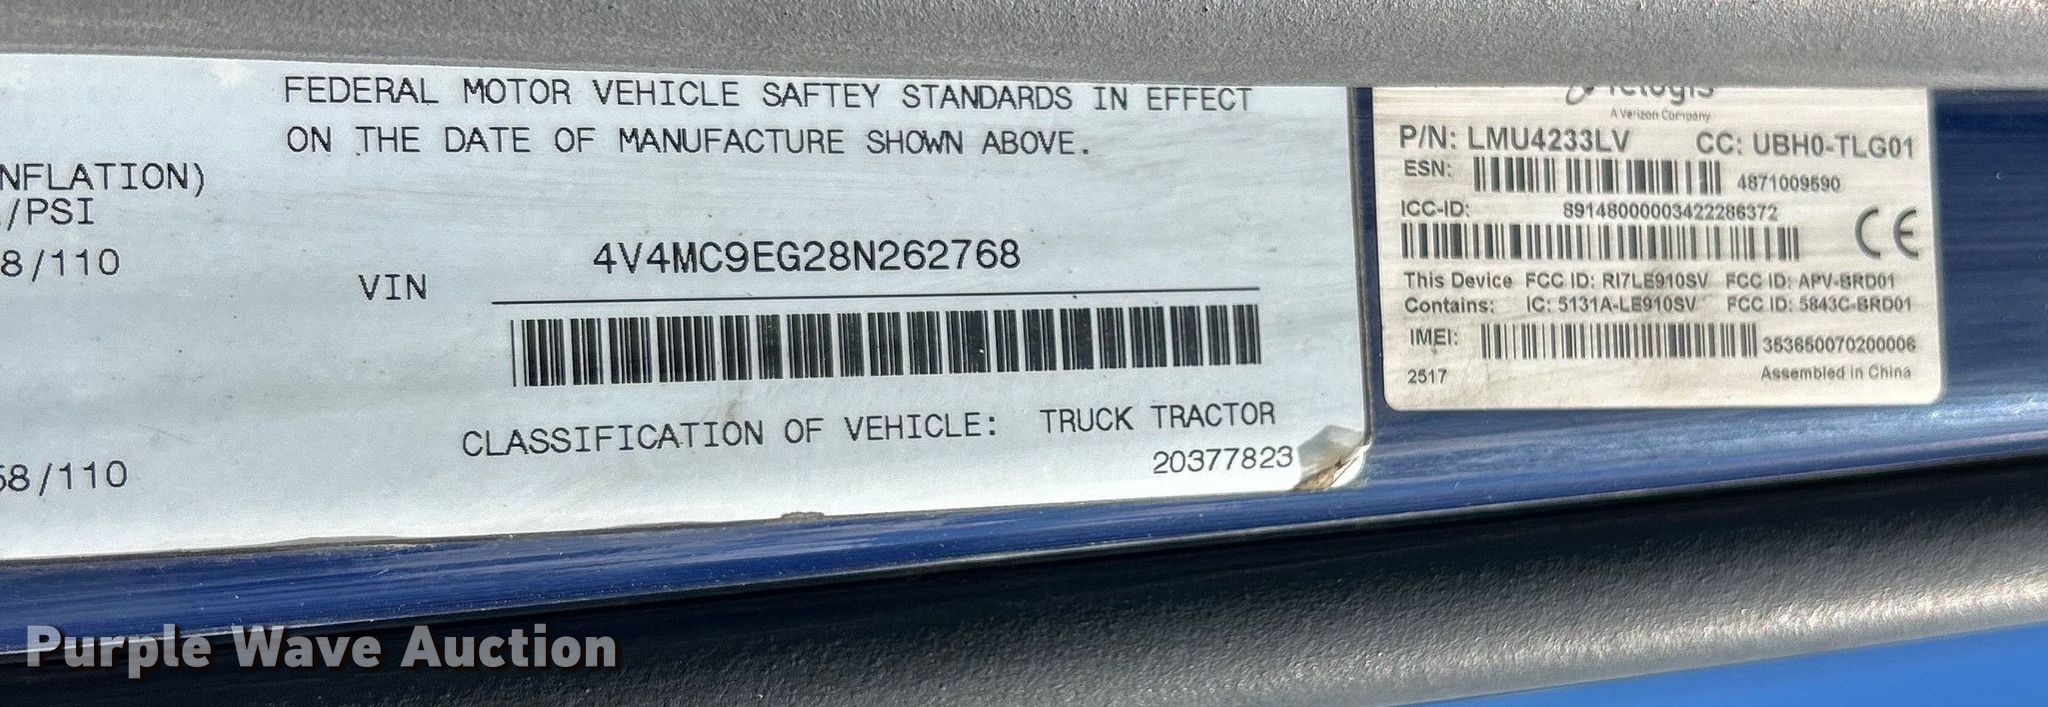 FEDERAL MOTOR VEHICLE SAFTEY STANDARDS IN EFFECT
ON THE DATE OF MANUFACTURE SHOWN ABOVE.
NFLATION)
/PSI
8/110
VIN 4V4MC9EG28N262768
CLASSIFICATION OF VEHICLE: TRUCK TRACTOR
20377823
58/110
telogis
A Verizon Company
P/N: LMU4233LV CC: UBH0-TLG01
ESN: 4871009590
ICC-ID: 89148000003422286372
CE
This Device FCC ID: RI7LE910SV FCC ID: APV-BRD01
Contains: IC: 5131A-LE910SV FCC ID: 5843C-BRD01
IMEI: 353650070200006
2517 Assembled in China
Purple Wave Auction